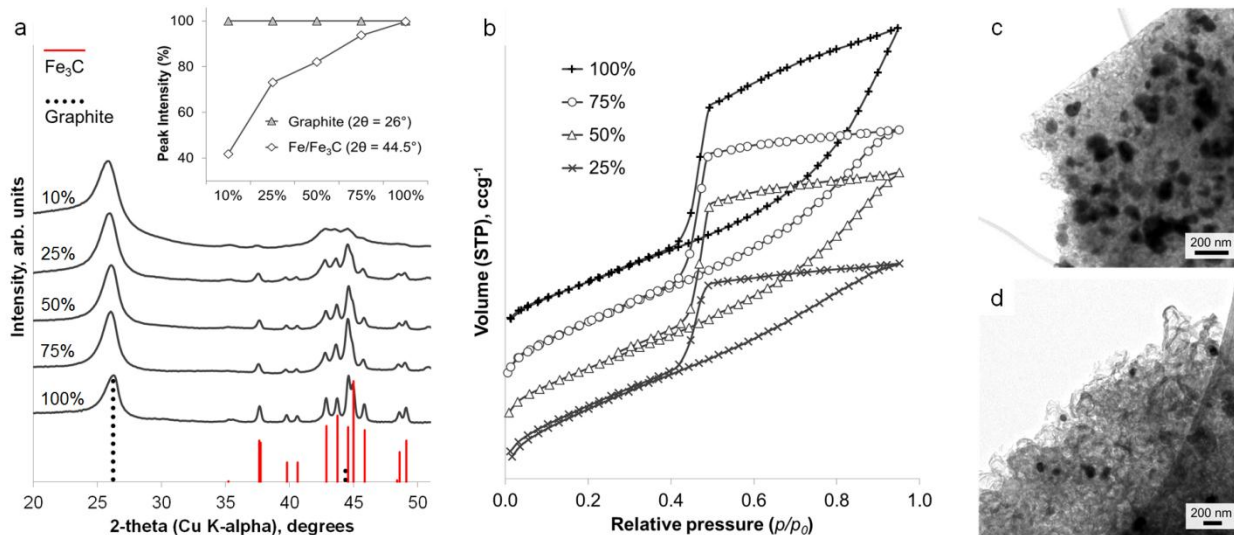 a
Fe₃C
Graphite
Peak Intensity (%)
100
80
60
40
Graphite (2θ = 26°)
Fe/Fe₃C (2θ = 44.5°)
10% 25% 50% 75% 100%
Intensity, arb. units
10%
25%
50%
75%
100%
20 25 30 35 40 45 50
2-theta (Cu K-alpha), degrees
b
100%
75%
50%
25%
Volume (STP), ccg⁻¹
0.0 0.2 0.4 0.6 0.8 1.0
Relative pressure (p/p₀)
c
200 nm
d
200 nm